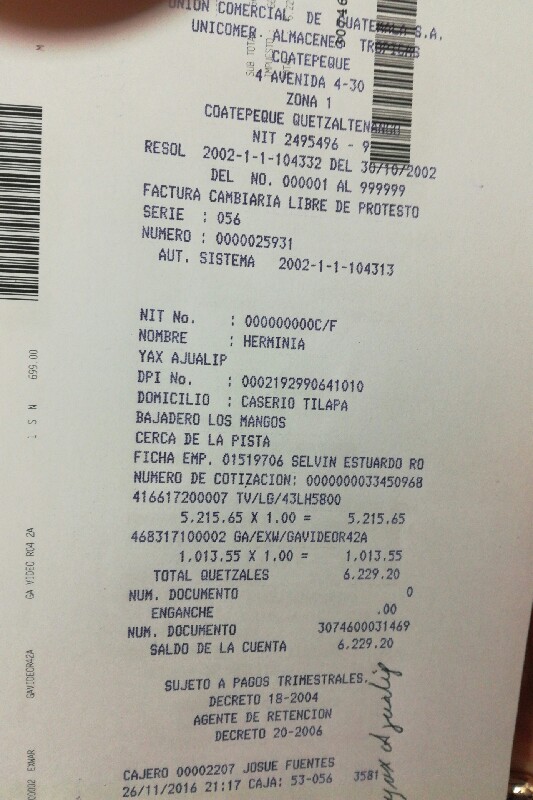 UNION COMERCIAL DE GUATEMALA S.A.
UNICOMER. ALMACENES TROPIGAS
COATEPEQUE
4 AVENIDA 4-30
ZONA 1
COATEPEQUE QUETZALTENANGO
NIT 2495496 - 9
RESOL 2002-1-1-104332 DEL 30/10/2002
DEL NO. 000001 AL 999999
FACTURA CAMBIARIA LIBRE DE PROTESTO
SERIE : 056
NUMERO : 0000025931
AUT. SISTEMA 2002-1-1-104313
NIT No. : 000000000C/F
NOMBRE : HERMINIA
YAX AJUALIP
DPI No. : 0002192990641010
DOMICILIO : CASERIO TILAPA
BAJADERO LOS MANGOS
CERCA DE LA PISTA
FICHA EMP. 01519706 SELVIN ESTUARDO RO
NUMERO DE COTIZACION: 0000000033450968
416617200007 TV/LG/43LH5800
5,215.65 X 1.00 = 5,215.65
468317100002 GA/EXW/GAVIDEOR42A
1,013.55 X 1.00 = 1,013.55
TOTAL QUETZALES 6,229.20
NUM. DOCUMENTO 0
ENGANCHE .00
NUM. DOCUMENTO 3074600031469
SALDO DE LA CUENTA 6,229.20
SUJETO A PAGOS TRIMESTRALES.
DECRETO 18-2004
AGENTE DE RETENCION
DECRETO 20-2006
CAJERO 00002207 JOSUE FUENTES
26/11/2016 21:17 CAJA: 53-056 3581
yax ajualip
1 S N 699.00
GA VIDEO R04 2A
GAVIDEOR42A
0002 EXWAR
SUB TOT